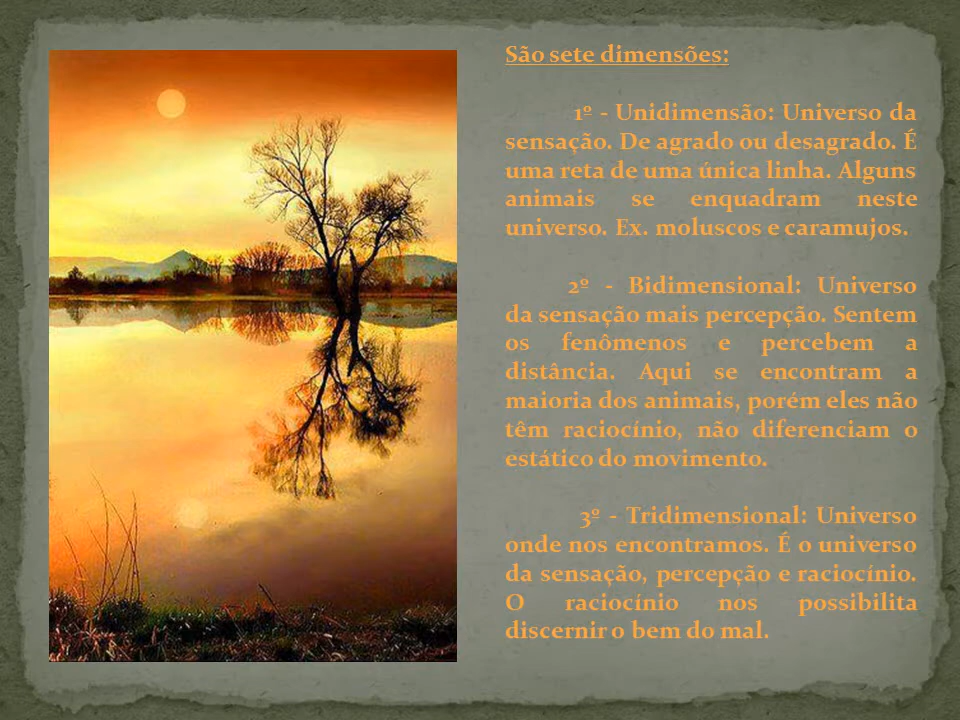 São sete dimensões:
1º - Unidimensão: Universo da
sensação. De agrado ou desagrado. É
uma reta de uma única linha. Alguns
animais se enquadram neste
universo. Ex. moluscos e caramujos.
2º - Bidimensional: Universo
da sensação mais percepção. Sentem
os fenômenos e percebem a
distância. Aqui se encontram a
maioria dos animais, porém eles não
têm raciocínio, não diferenciam o
estático do movimento.
3º - Tridimensional: Universo
onde nos encontramos. É o universo
da sensação, percepção e raciocínio.
O raciocínio nos possibilita
discernir o bem do mal.